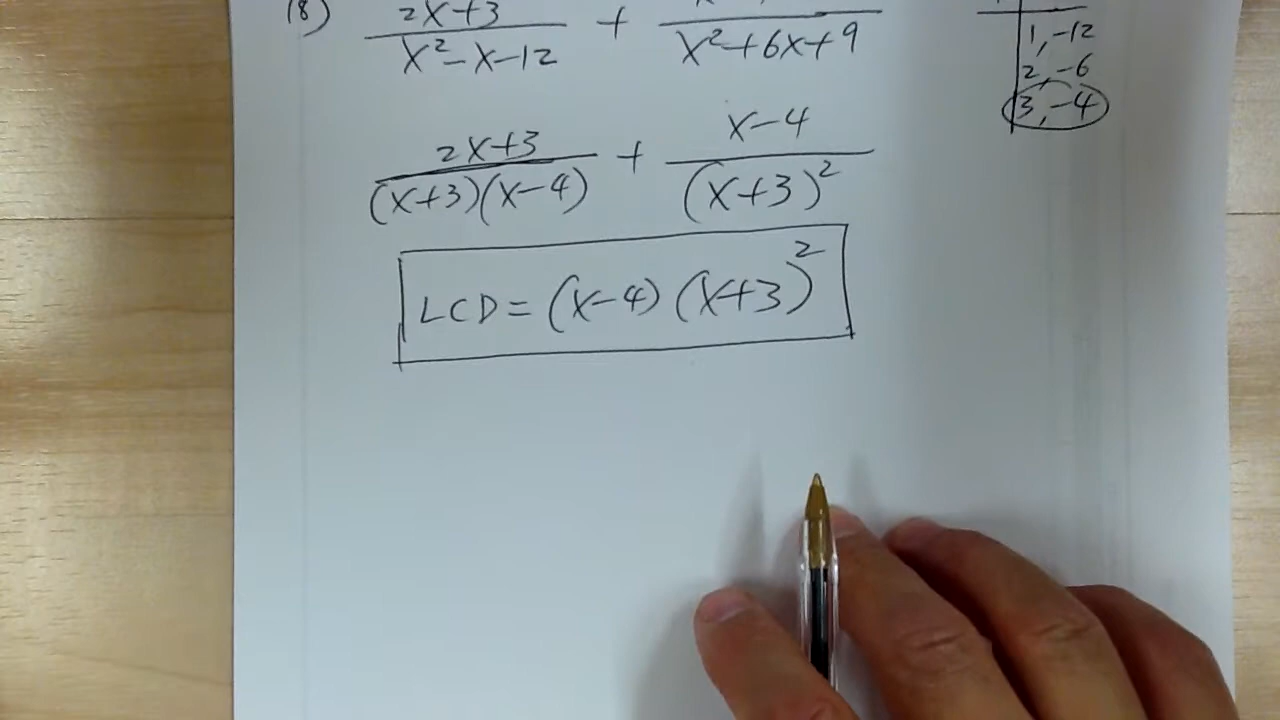 18) 2x+3 / x²-x-12 + / x²+6x+9
1, -12
2, -6
3, -4
2x+3 / (x+3)(x-4) + x-4 / (x+3)²
LCD = (x-4) (x+3)²